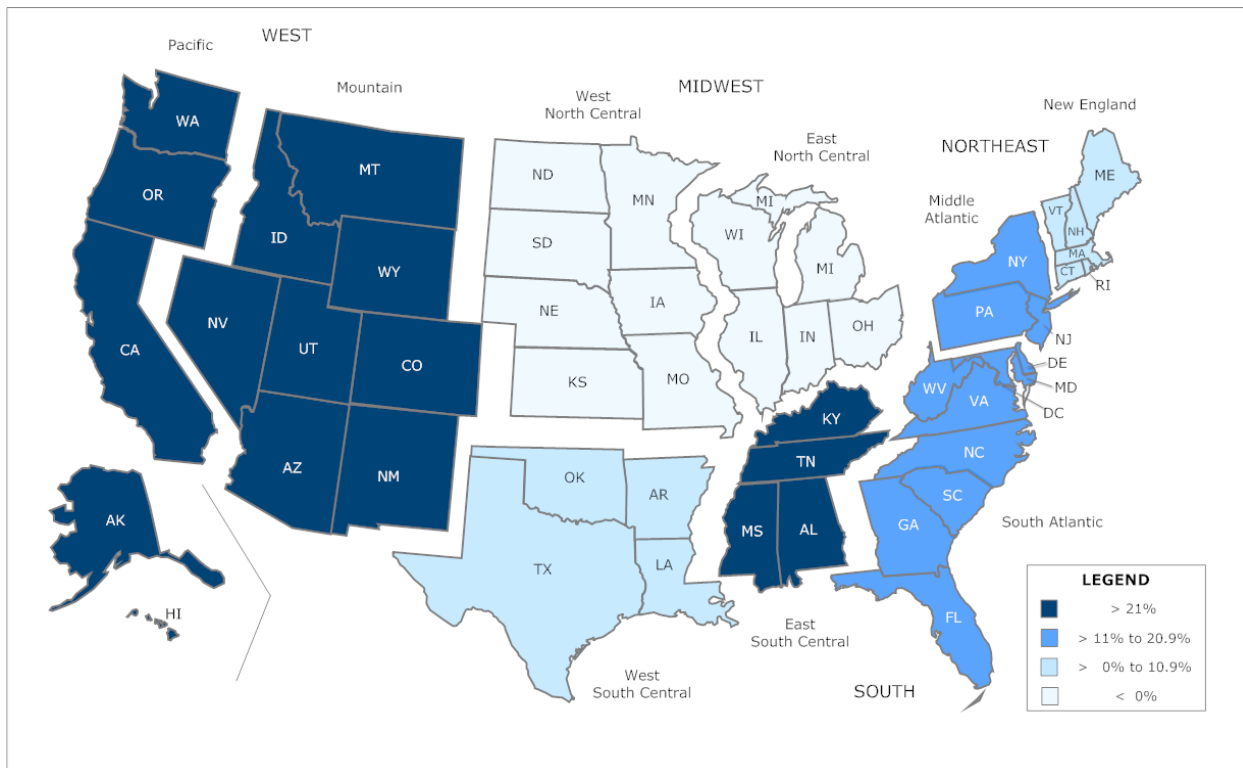 WEST
Pacific
Mountain
WA
OR
CA
AK
HI
MT
ID
WY
NV
UT
CO
AZ
NM
MIDWEST
West
North Central
East
North Central
ND
SD
NE
KS
MN
IA
MO
WI
MI
MI
IL
IN
OH
NORTHEAST
New England
Middle
Atlantic
ME
VT
NH
MA
CT
RI
NY
PA
NJ
DE
MD
DC
WV
VA
NC
SC
GA
FL
South Atlantic
KY
TN
MS
AL
East
South Central
OK
AR
TX
LA
West
South Central
SOUTH
LEGEND
> 21%
> 11% to 20.9%
> 0% to 10.9%
< 0%